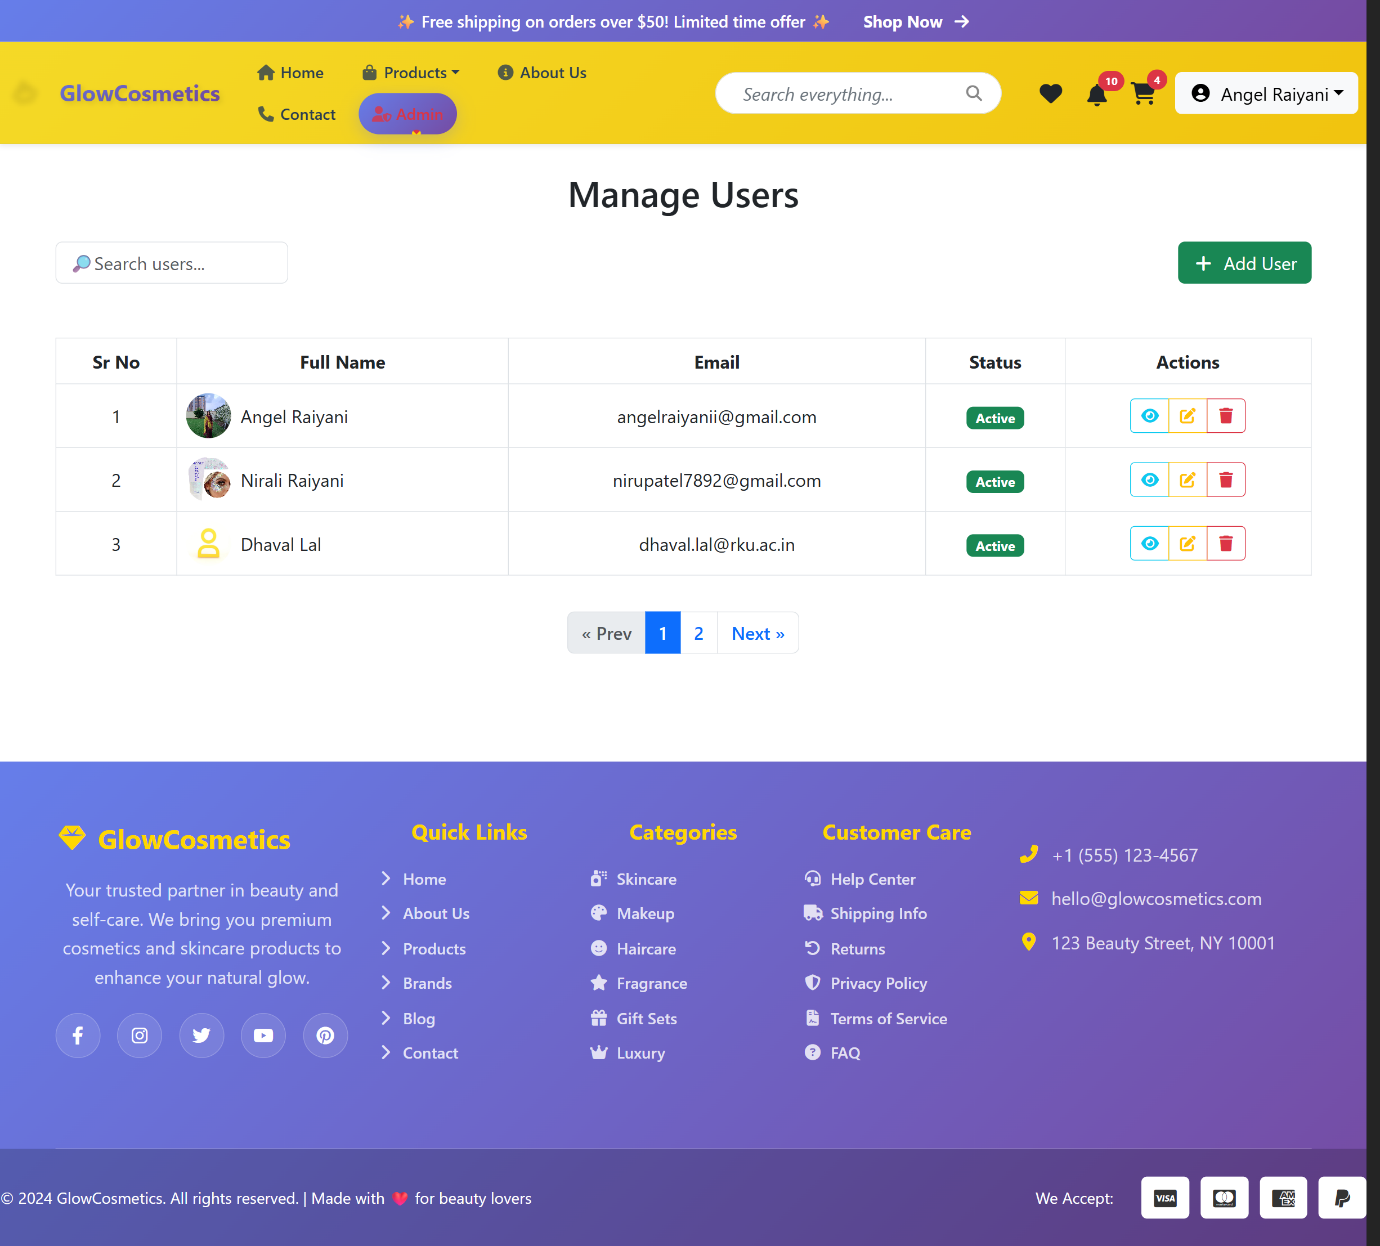 ✨ Free shipping on orders over $50! Limited time offer ✨ Shop Now →
GlowCosmetics
Home Products About Us
Contact Admin
Search everything...
10 4
Angel Raiyani
Manage Users
🔎 Search users...
+ Add User
Sr No Full Name Email Status Actions
1 Angel Raiyani angelraiyanii@gmail.com Active
2 Nirali Raiyani nirupatel7892@gmail.com Active
3 Dhaval Lal dhaval.lal@rku.ac.in Active
« Prev 1 2 Next »
GlowCosmetics
Your trusted partner in beauty and
self-care. We bring you premium
cosmetics and skincare products to
enhance your natural glow.
Quick Links
Home
About Us
Products
Brands
Blog
Contact
Categories
Skincare
Makeup
Haircare
Fragrance
Gift Sets
Luxury
Customer Care
Help Center
Shipping Info
Returns
Privacy Policy
Terms of Service
FAQ
+1 (555) 123-4567
hello@glowcosmetics.com
123 Beauty Street, NY 10001
© 2024 GlowCosmetics. All rights reserved. | Made with 💗 for beauty lovers
We Accept: VISA AMEX